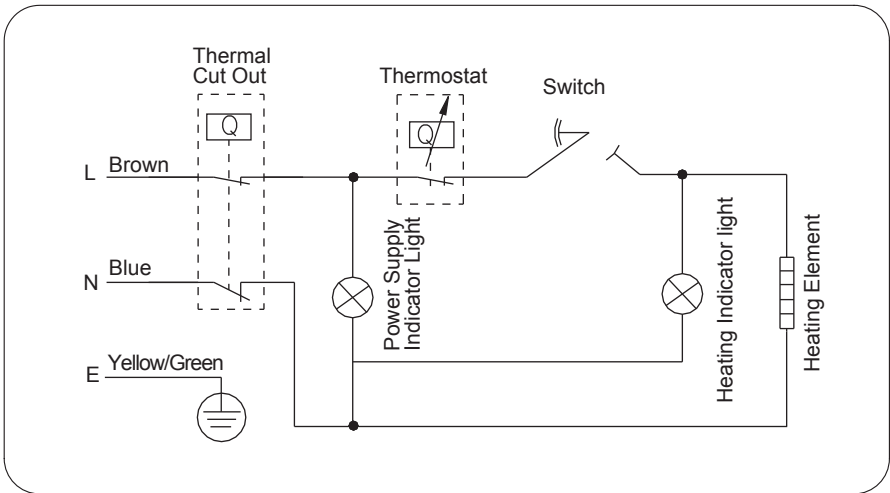 Thermal
Cut Out
Thermostat
Switch
Q
Q
L Brown
N Blue
E Yellow/Green
Power Supply
Indicator Light
Heating Indicator light
Heating Element